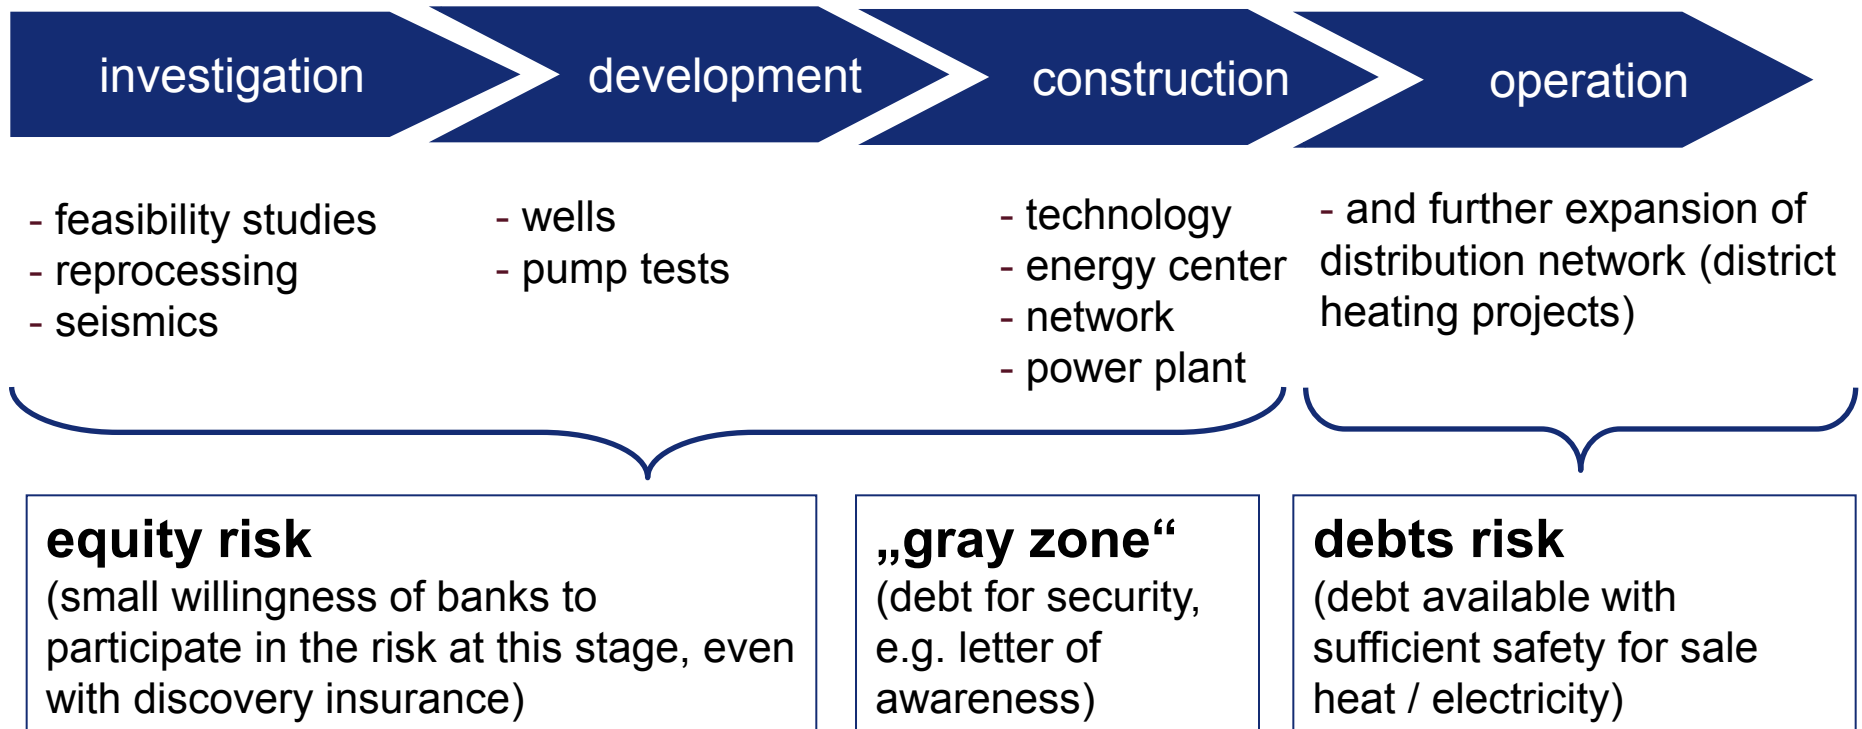 investigation
development
construction
operation
- feasibility studies
- reprocessing
- seismics
- wells
- pump tests
- technology
- energy center
- network
- power plant
- and further expansion of
distribution network (district
heating projects)
equity risk
(small willingness of banks to
participate in the risk at this stage, even
with discovery insurance)
„gray zone“
(debt for security,
e.g. letter of
awareness)
debts risk
(debt available with
sufficient safety for sale
heat / electricity)